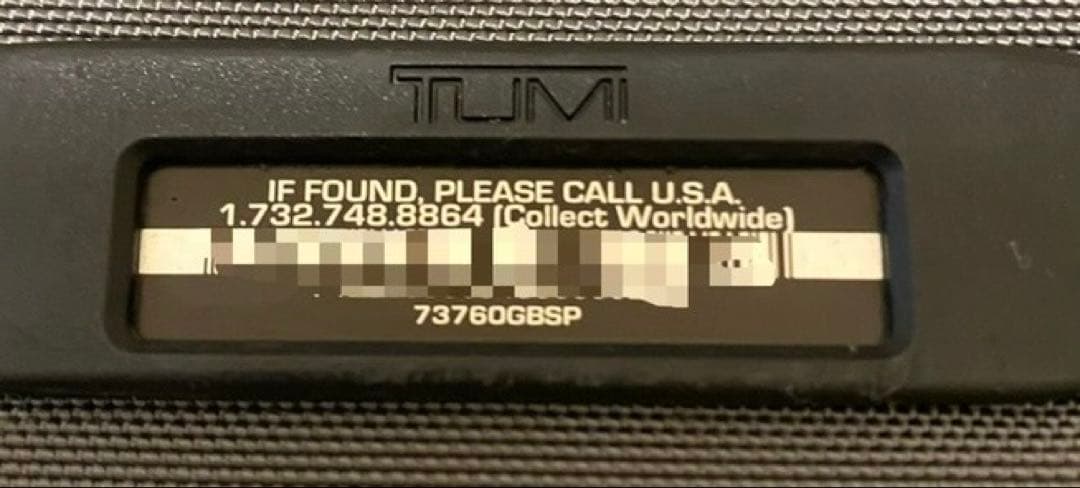 TUMI
IF FOUND, PLEASE CALL U.S.A.
1.732.748.8864 (Collect Worldwide)
73760GBSP